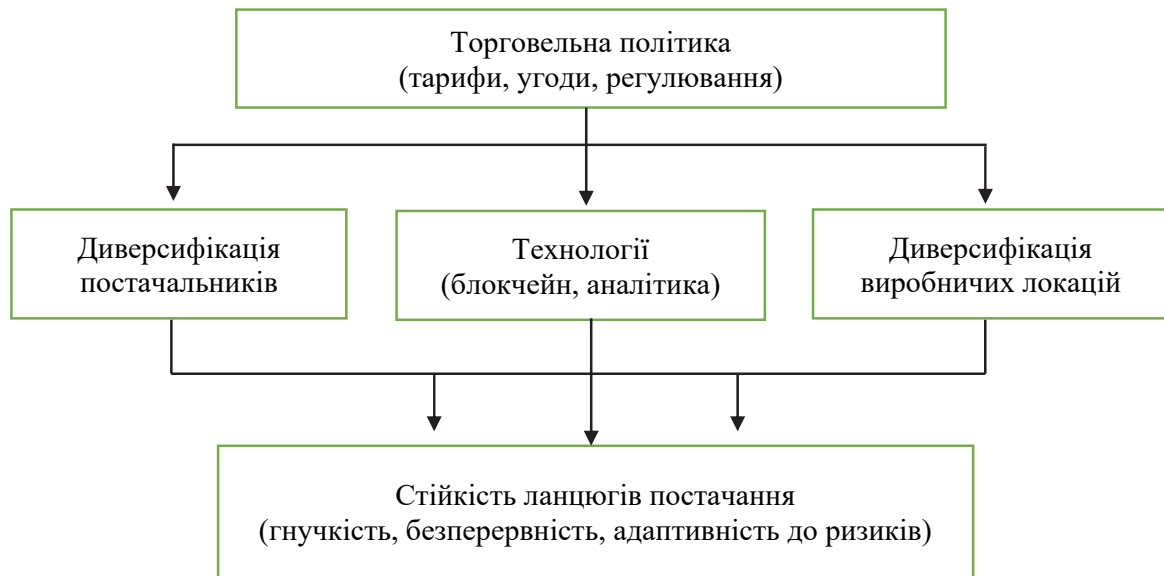 Торговельна політика
(тарифи, угоди, регулювання)
Диверсифікація
постачальників
Технології
(блокчейн, аналітика)
Диверсифікація
виробничих локацій
Стійкість ланцюгів постачання
(гнучкість, безперервність, адаптивність до ризиків)